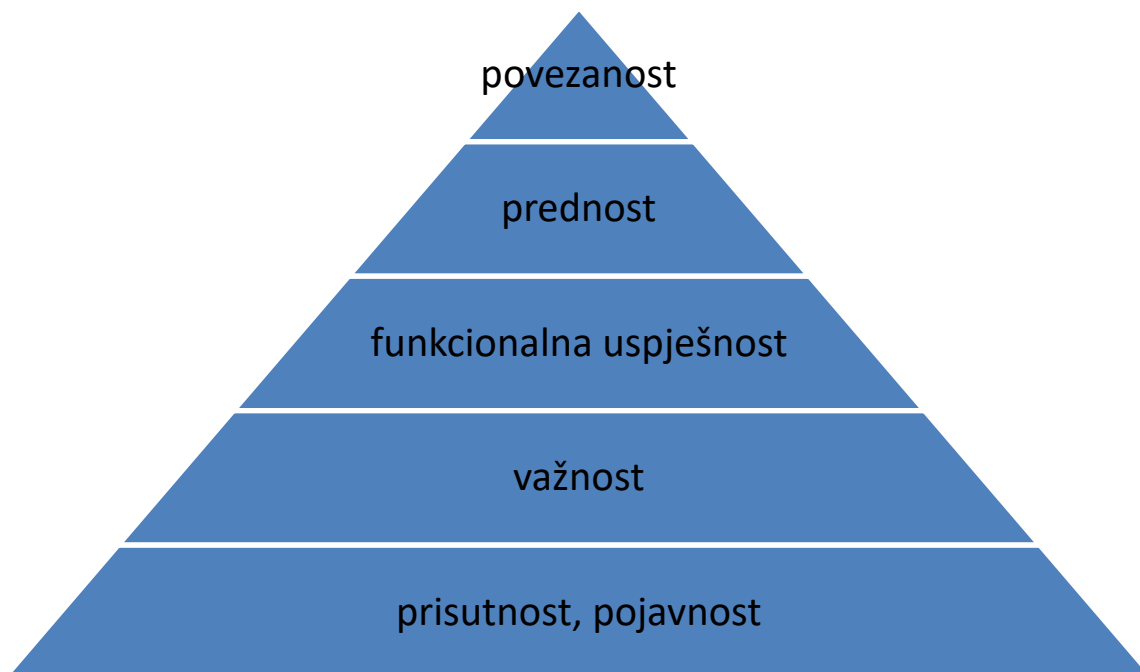 povezanost
prednost
funkcionalna uspješnost
važnost
prisutnost, pojavnost